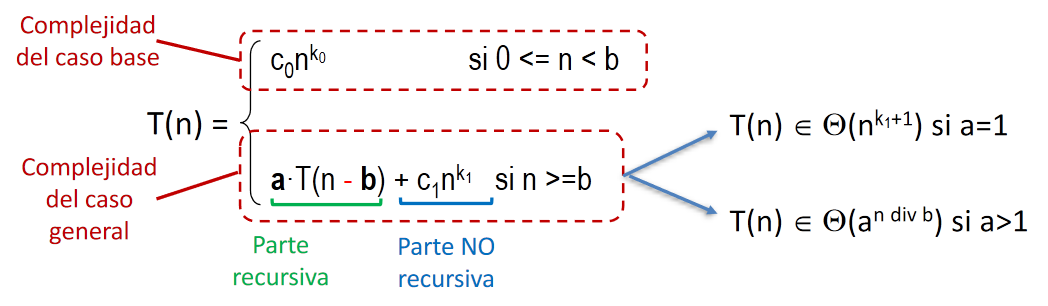 Complejidad
del caso base
c₀nᵏ⁰ si 0 <= n < b
T(n) =
Complejidad
del caso
general
a·T(n - b) + c₁nᵏ¹ si n >=b
Parte
recursiva
Parte NO
recursiva
T(n) ∈ Θ(nᵏ¹⁺¹) si a=1
T(n) ∈ Θ(aⁿ ᵈⁱᵛ ᵇ) si a>1